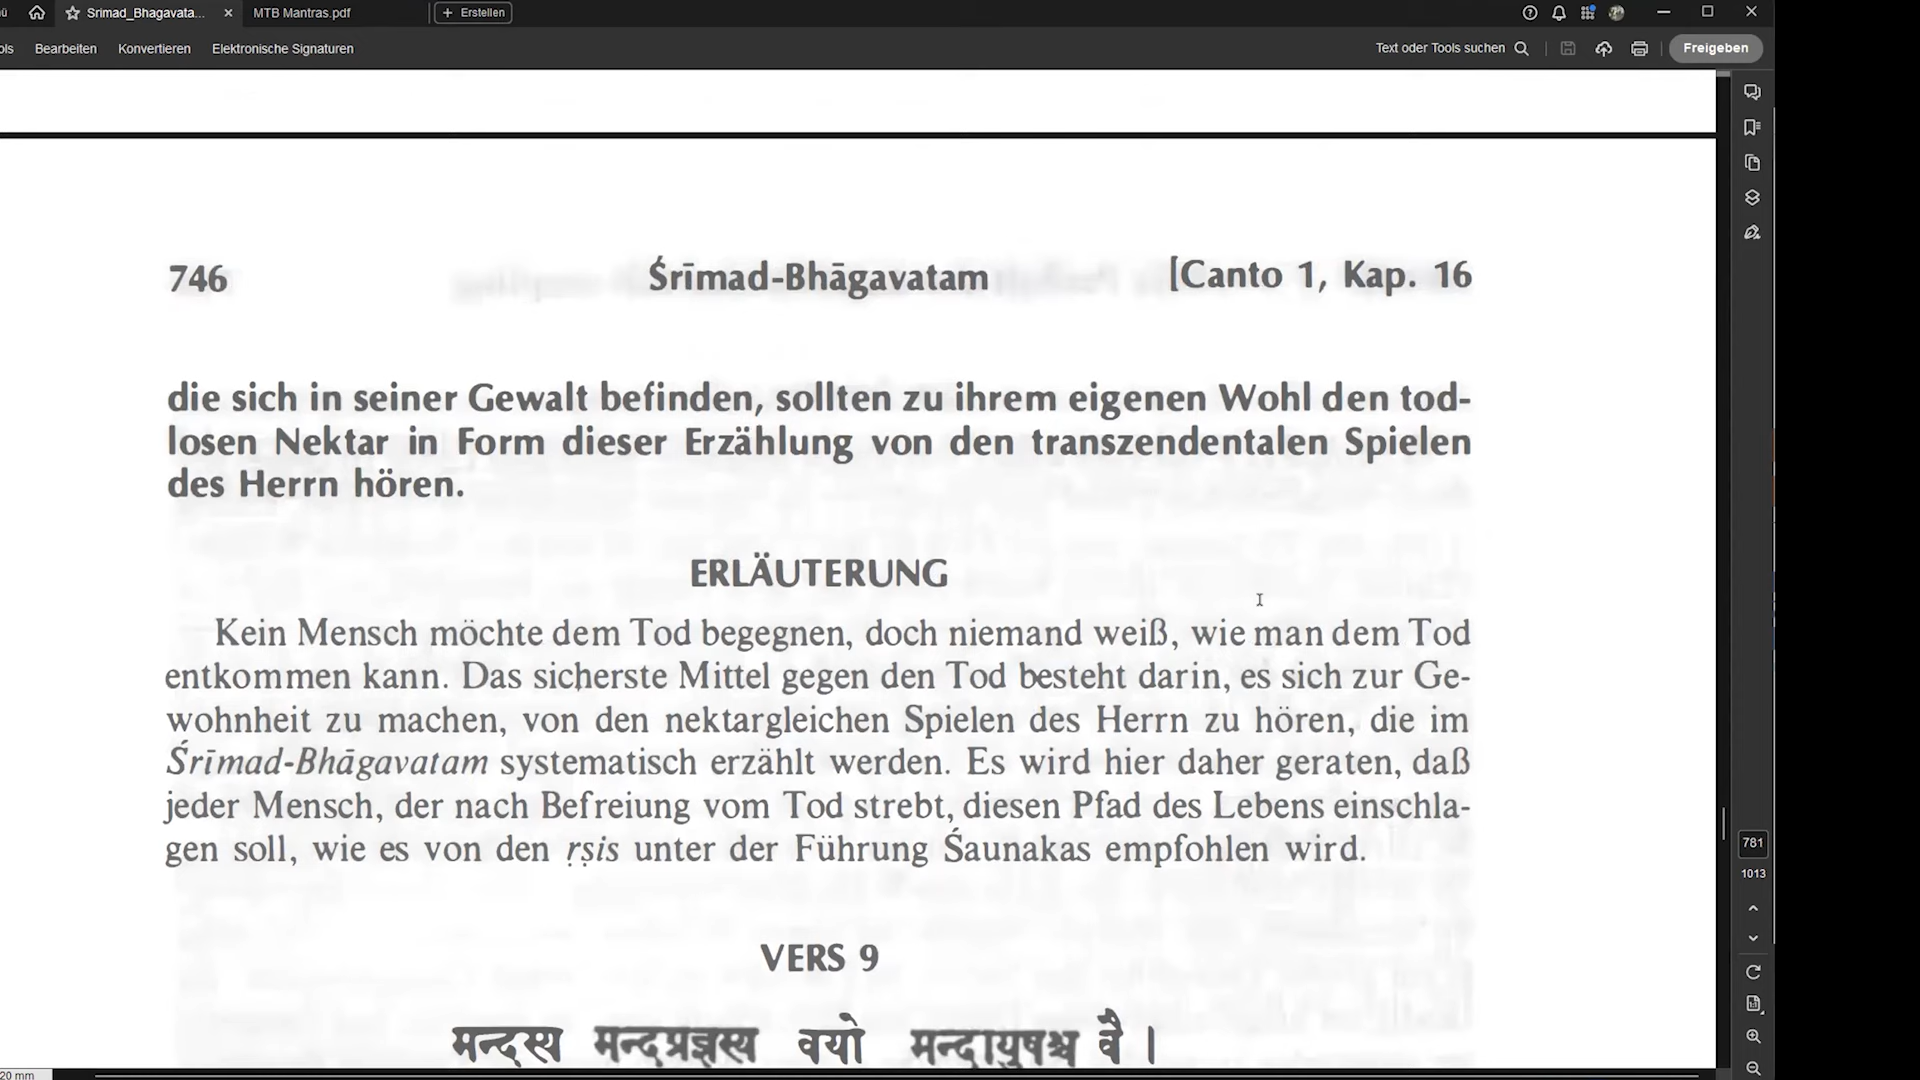 Srimad_Bhagavata... MTB Mantras.pdf Erstellen
Bearbeiten Konvertieren Elektronische Signaturen Text oder Tools suchen Freigeben
746 Śrīmad-Bhāgavatam [Canto 1, Kap. 16
die sich in seiner Gewalt befinden, sollten zu ihrem eigenen Wohl den tod-
losen Nektar in Form dieser Erzählung von den transzendentalen Spielen
des Herrn hören.
ERLÄUTERUNG
Kein Mensch möchte dem Tod begegnen, doch niemand weiß, wie man dem Tod
entkommen kann. Das sicherste Mittel gegen den Tod besteht darin, es sich zur Ge-
wohnheit zu machen, von den nektargleichen Spielen des Herrn zu hören, die im
Śrīmad-Bhāgavatam systematisch erzählt werden. Es wird hier daher geraten, daß
jeder Mensch, der nach Befreiung vom Tod strebt, diesen Pfad des Lebens einschla-
gen soll, wie es von den ṛṣis unter der Führung Śaunakas empfohlen wird.
781
1013
VERS 9
मन्दस्य मन्दप्रज्ञस्य वयो मन्दायुषश्च वै ।
20 mm